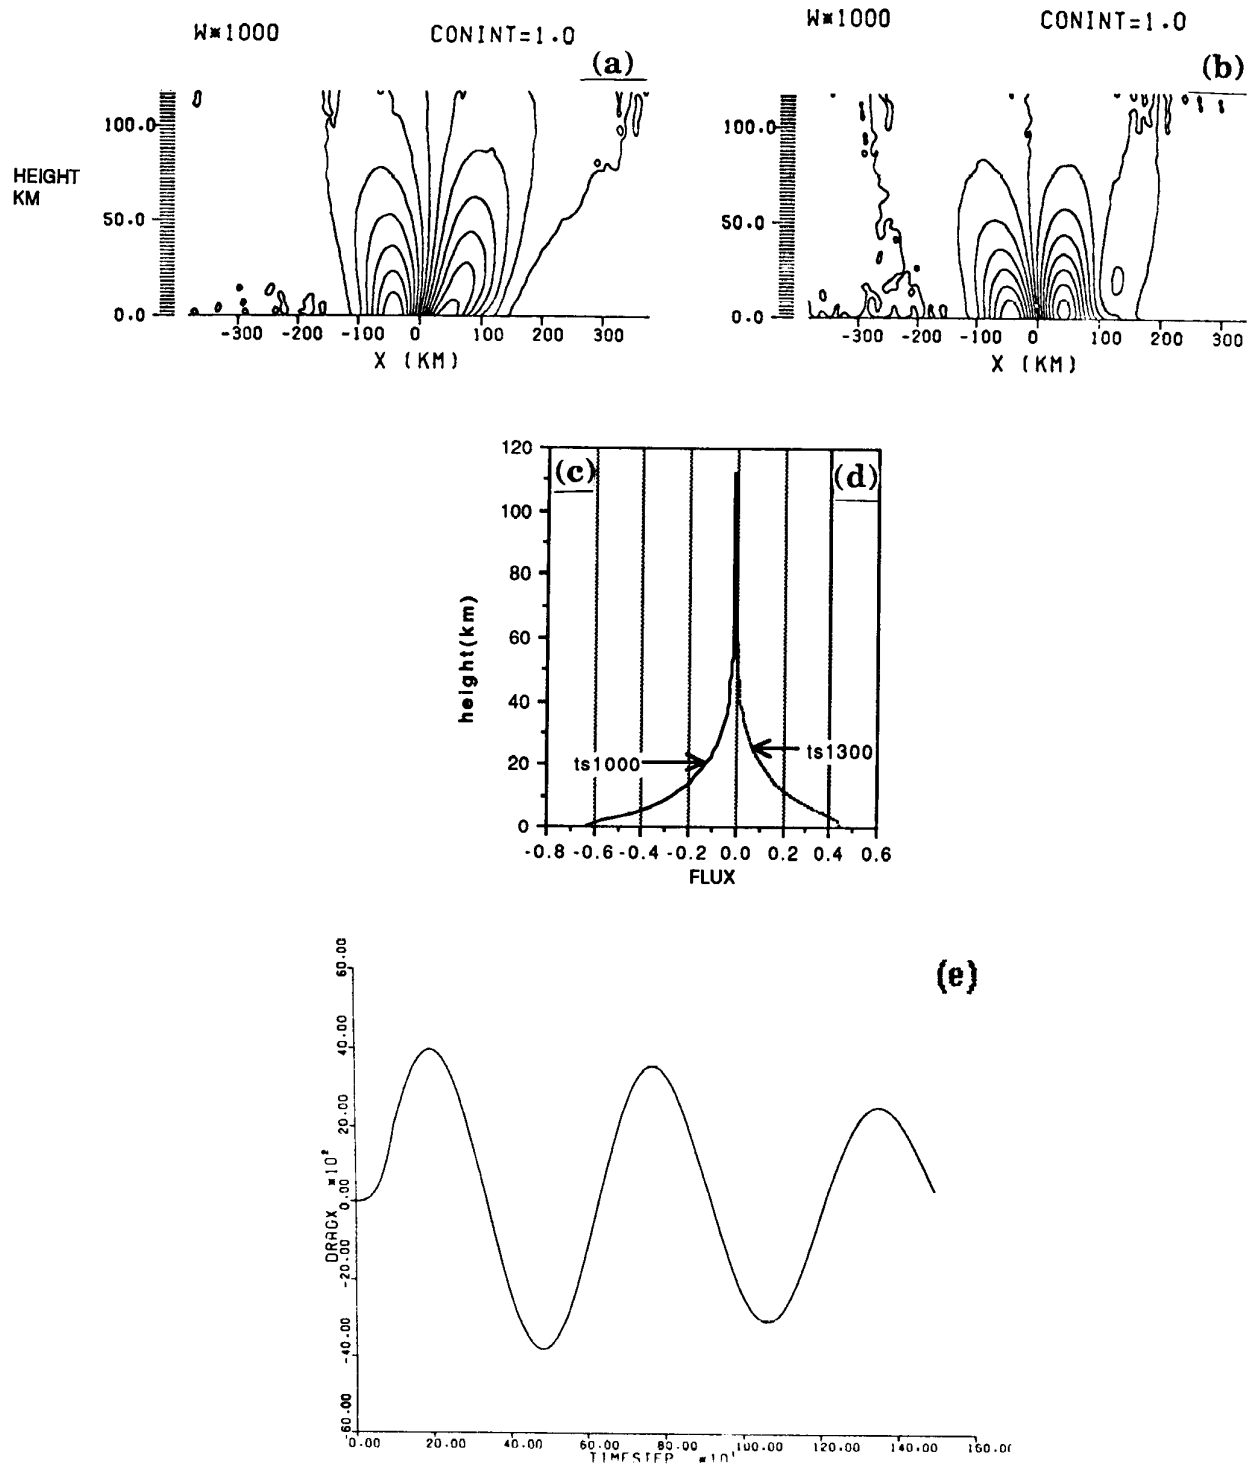 W*1000 CONINT=1.0
(a)
HEIGHT
KM
100.0
50.0
0.0
-300 -200 -100 0 100 200 300
X (KM)
W*1000 CONINT=1.0
(b)
100.0
50.0
0.0
-300 -200 -100 0 100 200 300
X (KM)
(c) (d)
height(km)
120
100
80
60
40
20
0
ts1000
ts1300
-0.8 -0.6 -0.4 -0.2 0.0 0.2 0.4 0.6
FLUX
(e)
DRAGX *10²
60.00
40.00
20.00
0.00
-20.00
-40.00
-60.00
0.00 20.00 40.00 60.00 80.00 100.00 120.00 140.00 160.00
TIMESTEP *10¹